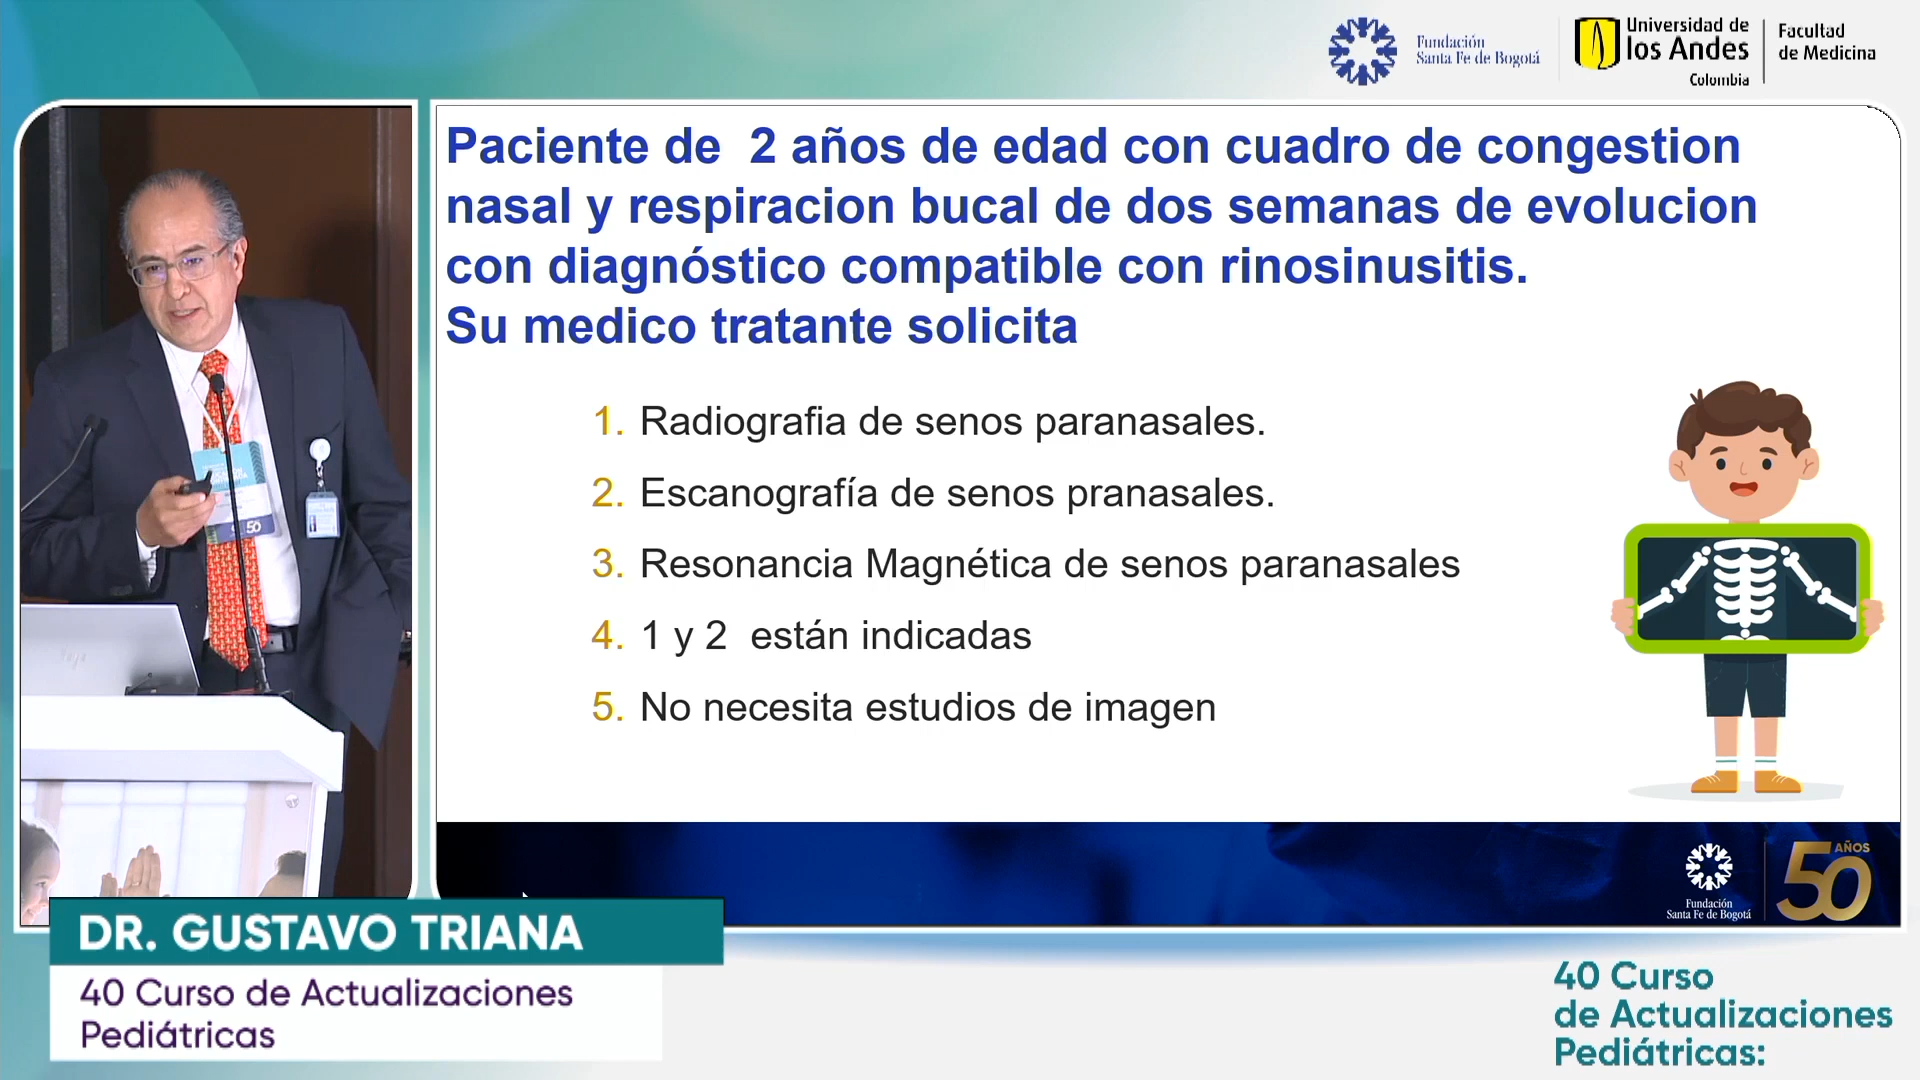 Fundación
Santa Fe de Bogotá
Universidad de
los Andes
Colombia
Facultad
de Medicina
Paciente de  2 años de edad con cuadro de congestion
nasal y respiracion bucal de dos semanas de evolucion
con diagnóstico compatible con rinosinusitis.
Su medico tratante solicita
1. Radiografia de senos paranasales.
2. Escanografía de senos pranasales.
3. Resonancia Magnética de senos paranasales
4. 1 y 2  están indicadas
5. No necesita estudios de imagen
50
Fundación
Santa Fe de Bogotá
50 AÑOS
DR. GUSTAVO TRIANA
40 Curso de Actualizaciones
Pediátricas
40 Curso
de Actualizaciones
Pediátricas: